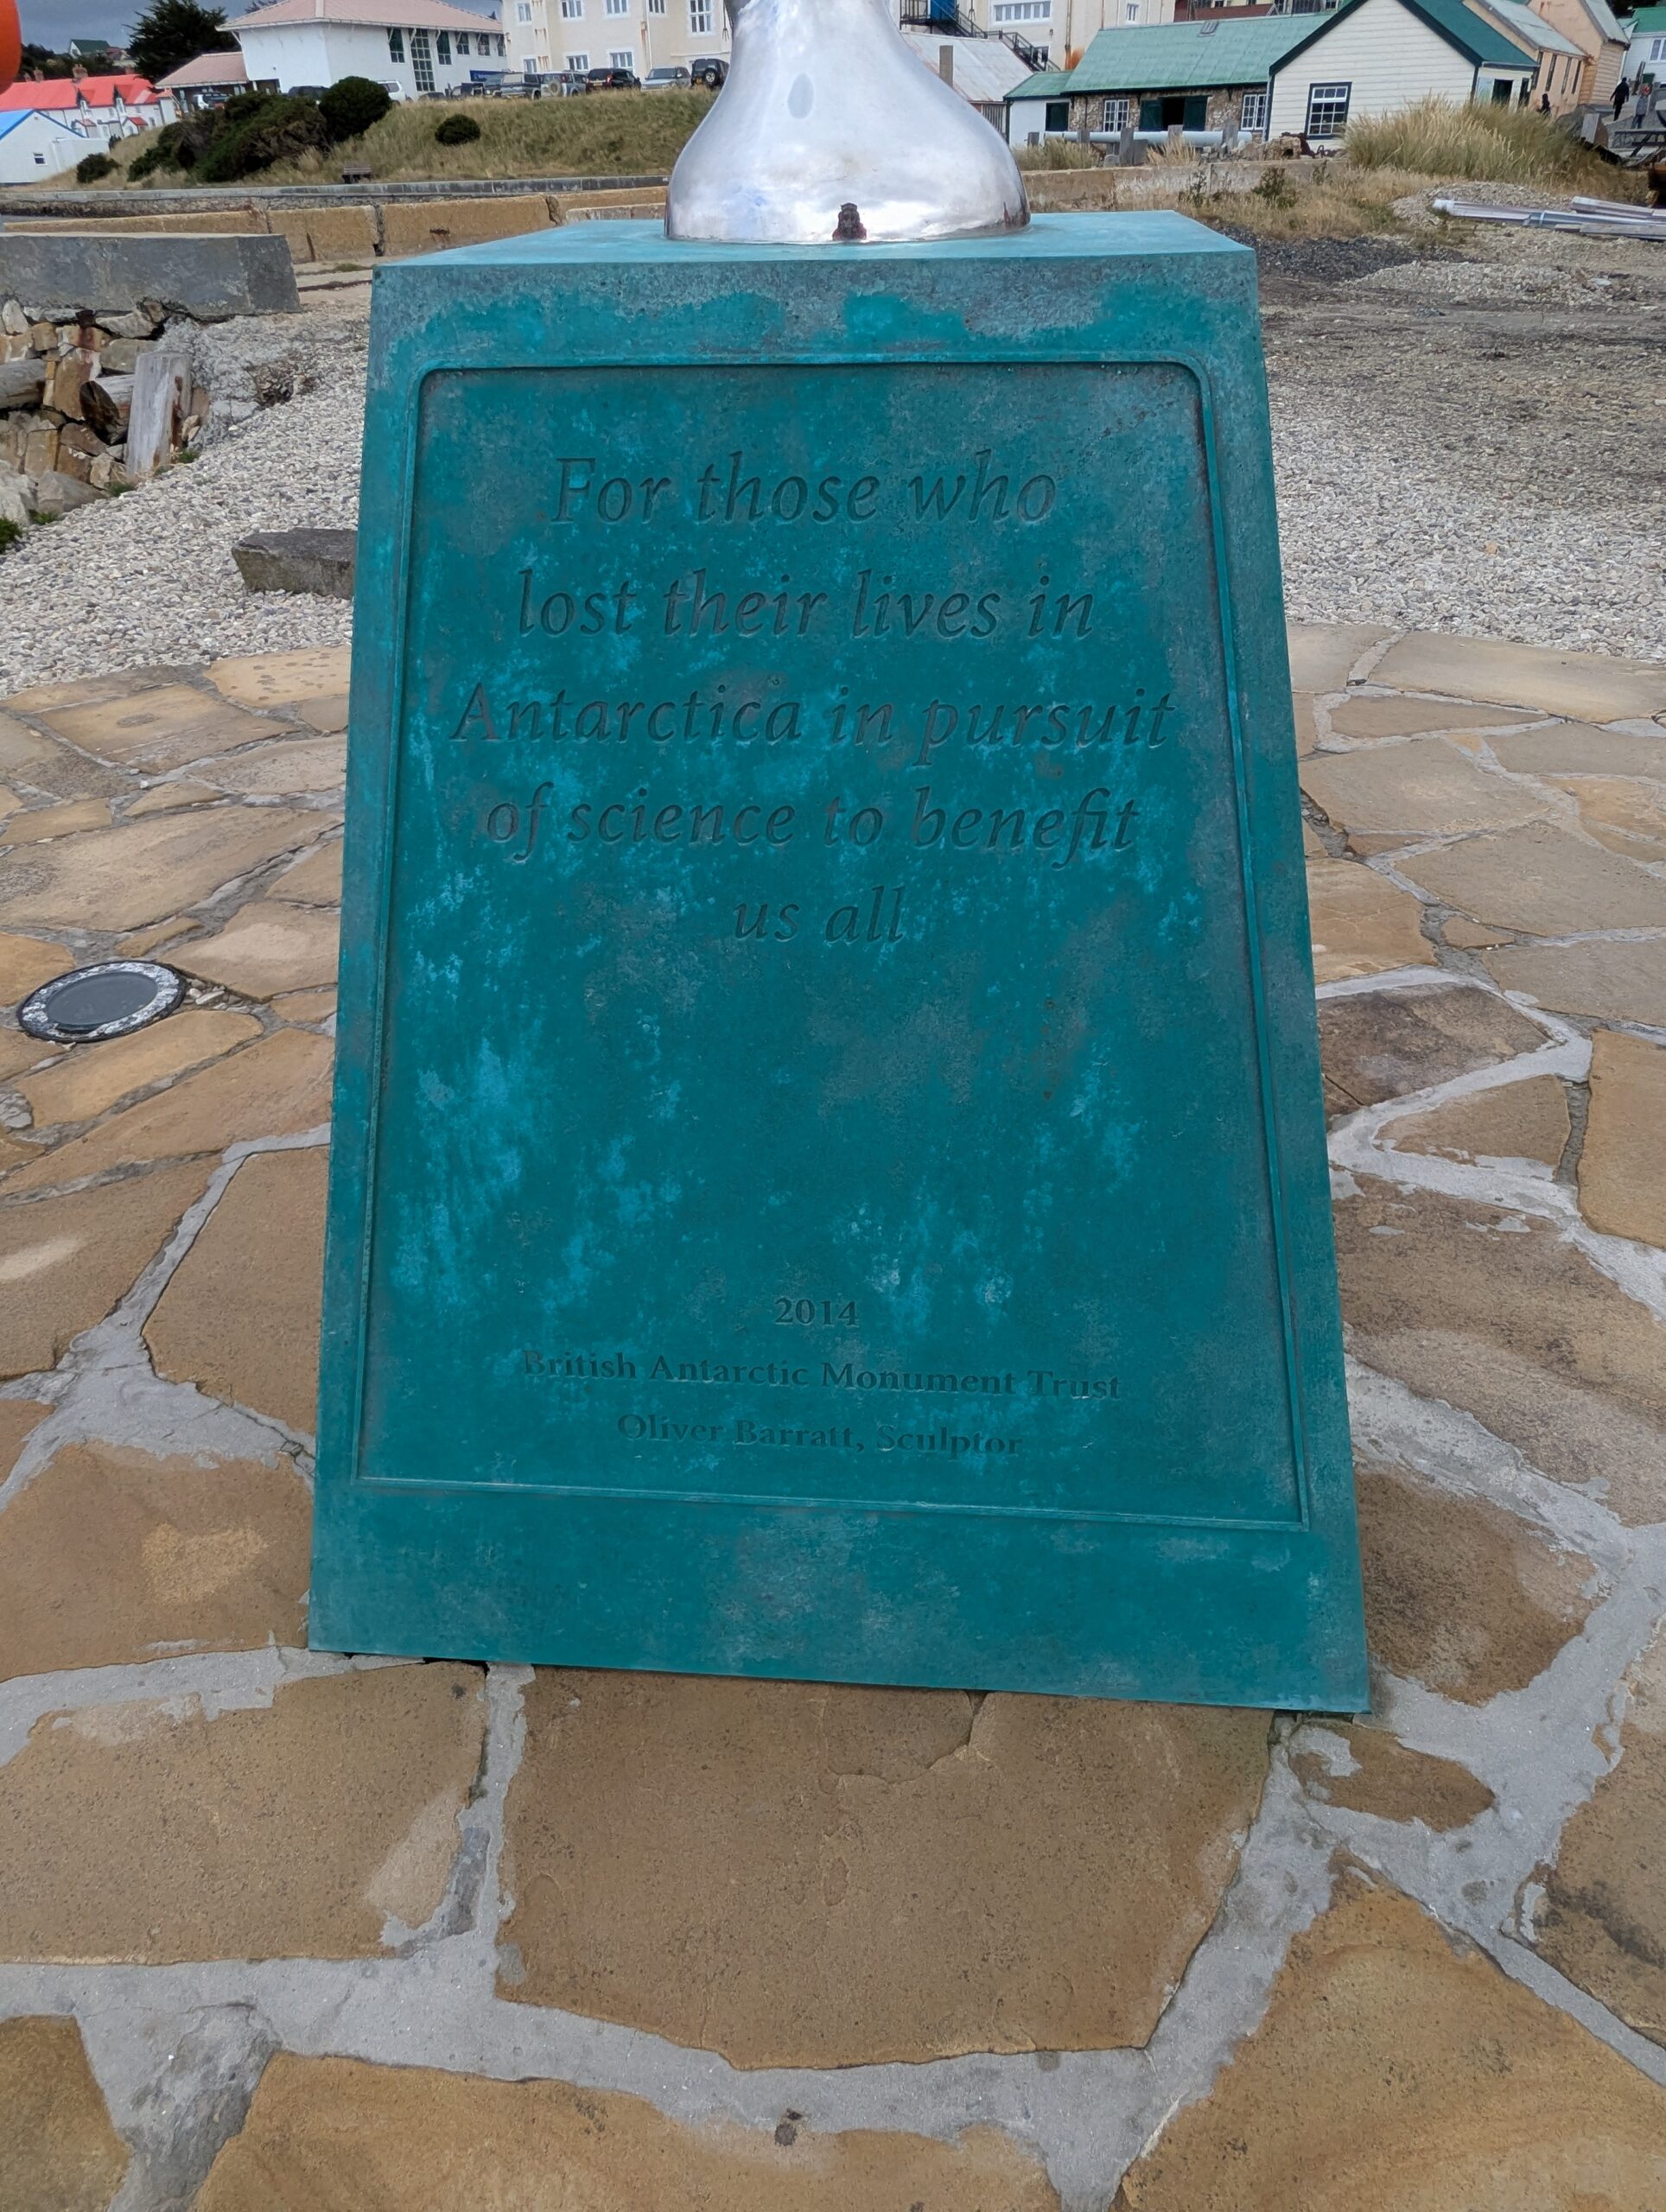 For those who
lost their lives in
Antarctica in pursuit
of science to benefit
us all
2014
British Antarctic Monument Trust
Oliver Barratt, Sculptor